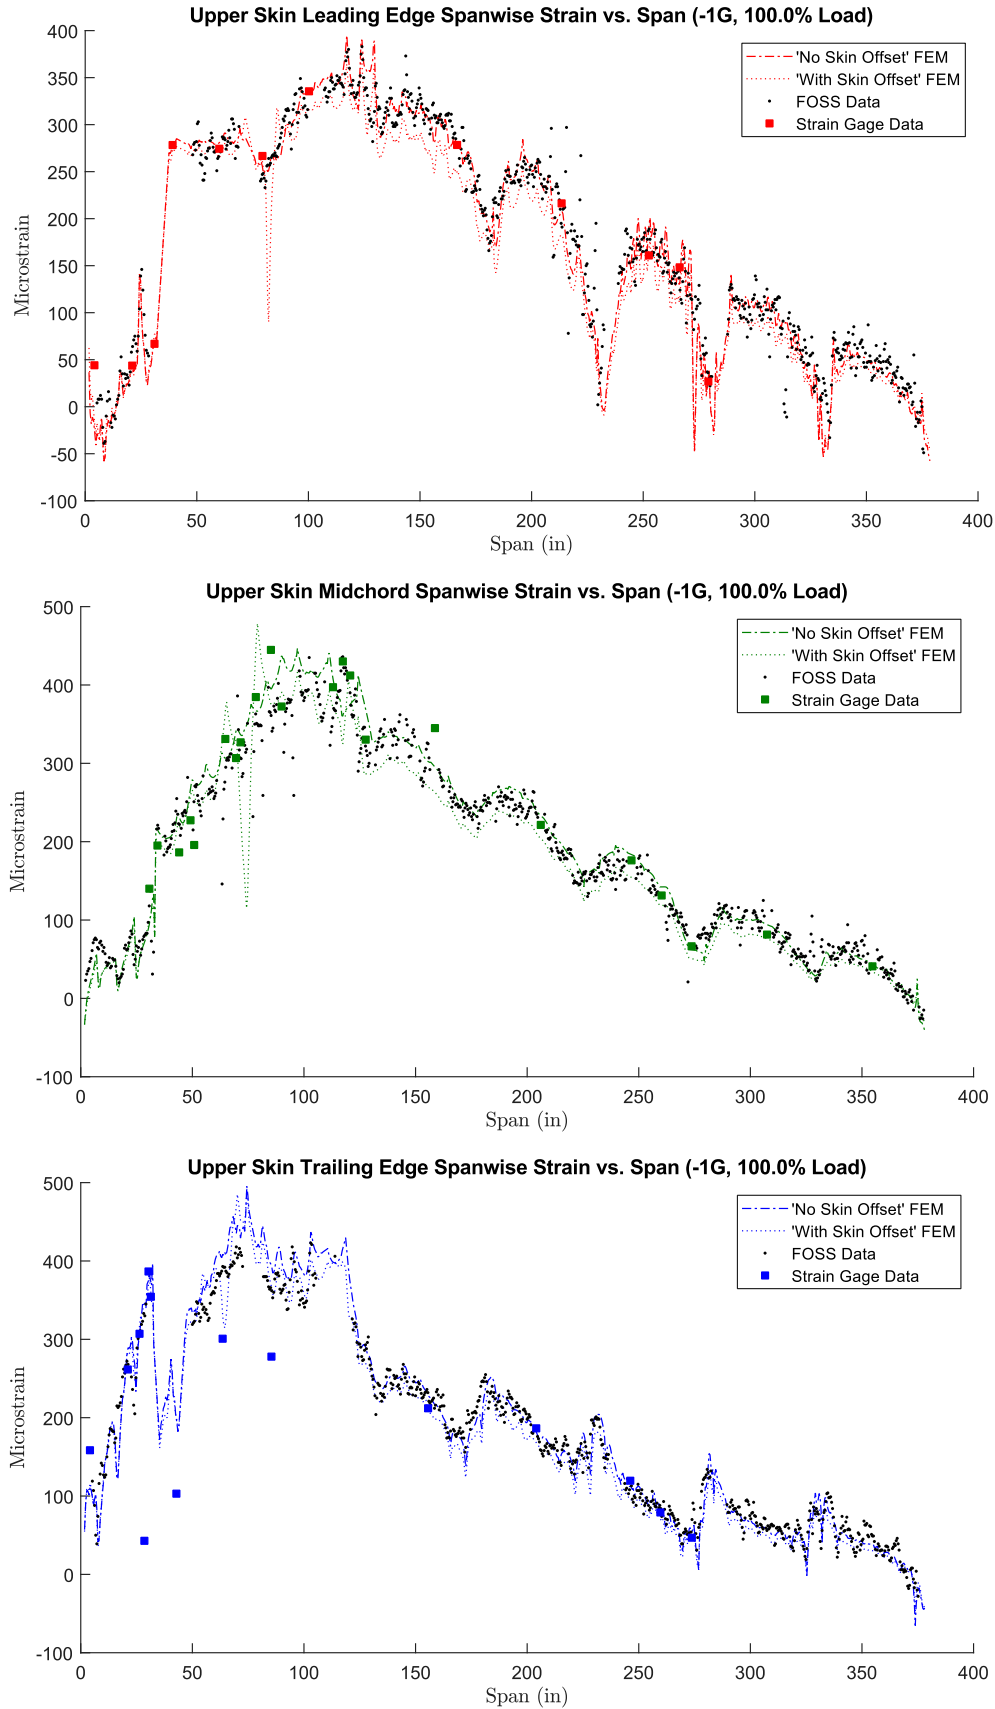 Upper Skin Leading Edge Spanwise Strain vs. Span (-1G, 100.0% Load)
400
350
300
250
200
150
100
50
0
-50
-100
Microstrain
'No Skin Offset' FEM
'With Skin Offset' FEM
FOSS Data
Strain Gage Data
0 50 100 150 200 250 300 350 400
Span (in)
Upper Skin Midchord Spanwise Strain vs. Span (-1G, 100.0% Load)
500
400
300
200
100
0
-100
Microstrain
'No Skin Offset' FEM
'With Skin Offset' FEM
FOSS Data
Strain Gage Data
0 50 100 150 200 250 300 350 400
Span (in)
Upper Skin Trailing Edge Spanwise Strain vs. Span (-1G, 100.0% Load)
500
400
300
200
100
0
-100
Microstrain
'No Skin Offset' FEM
'With Skin Offset' FEM
FOSS Data
Strain Gage Data
0 50 100 150 200 250 300 350 400
Span (in)